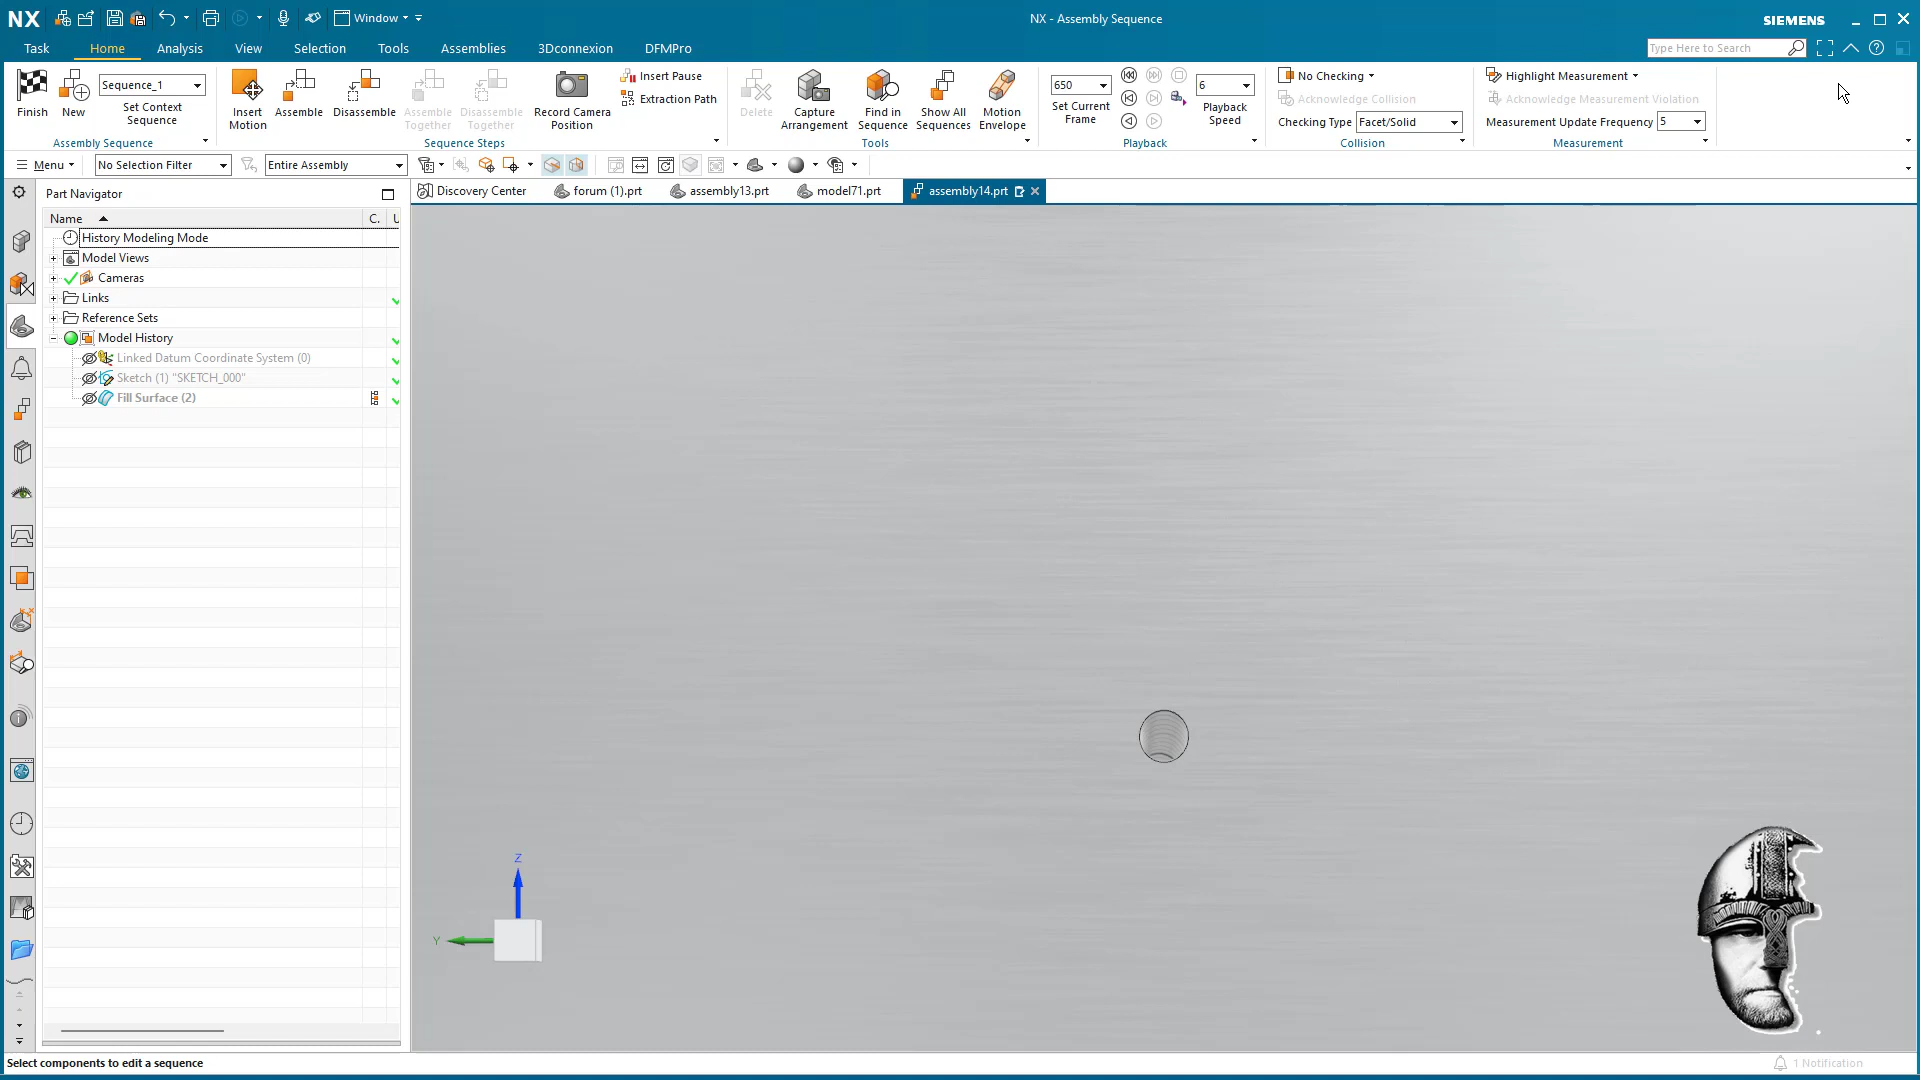 NX
Window
NX - Assembly Sequence
SIEMENS
Task
Home
Analysis
View
Selection
Tools
Assemblies
3Dconnexion
DFMPro
Type Here to Search
Finish
New
Sequence_1
Set Context
Sequence
Assembly Sequence
Insert
Motion
Assemble
Disassemble
Assemble
Together
Disassemble
Together
Record Camera
Position
Insert Pause
Extraction Path
Sequence Steps
Delete
Capture
Arrangement
Find in
Sequence
Show All
Sequences
Motion
Envelope
Tools
650
Set Current
Frame
6
Playback
Speed
Playback
No Checking
Acknowledge Collision
Checking Type
Facet/Solid
Collision
Highlight Measurement
Acknowledge Measurement Violation
Measurement Update Frequency
5
Measurement
Menu
No Selection Filter
Entire Assembly
Part Navigator
Discovery Center
forum (1).prt
assembly13.prt
model71.prt
assembly14.prt
Name
C.
U
History Modeling Mode
Model Views
Cameras
Links
Reference Sets
Model History
Linked Datum Coordinate System (0)
Sketch (1) "SKETCH_000"
Fill Surface (2)
Z
Y
Select components to edit a sequence
1 Notification